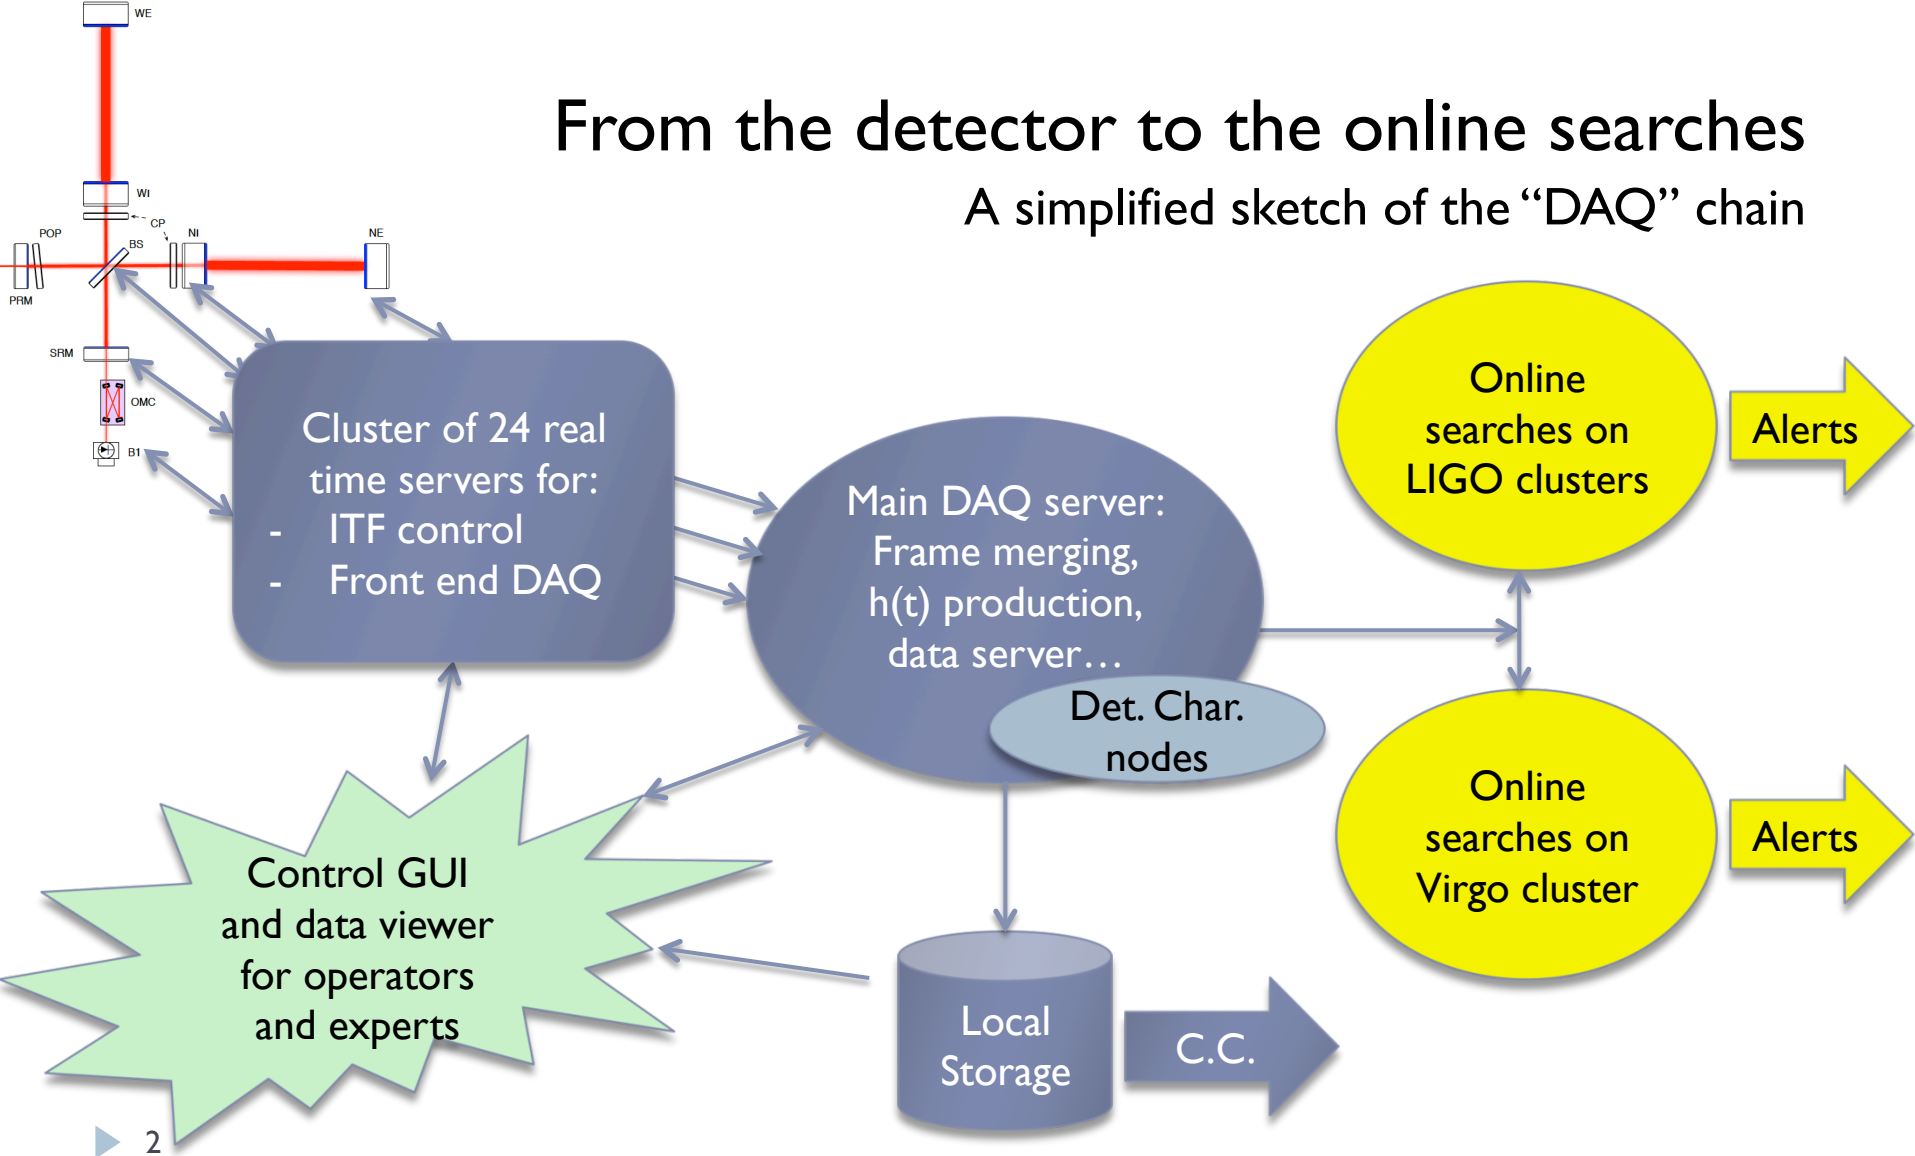 WE
From the detector to the online searches
A simplified sketch of the “DAQ” chain
WI
CP
POP
BS
NI
NE
PRM
SRM
OMC
B1
Cluster of 24 real
time servers for:
- ITF control
- Front end DAQ
Main DAQ server:
Frame merging,
h(t) production,
data server…
Det. Char.
nodes
Online
searches on
LIGO clusters
Alerts
Online
searches on
Virgo cluster
Alerts
Control GUI
and data viewer
for operators
and experts
Local
Storage
C.C.
2